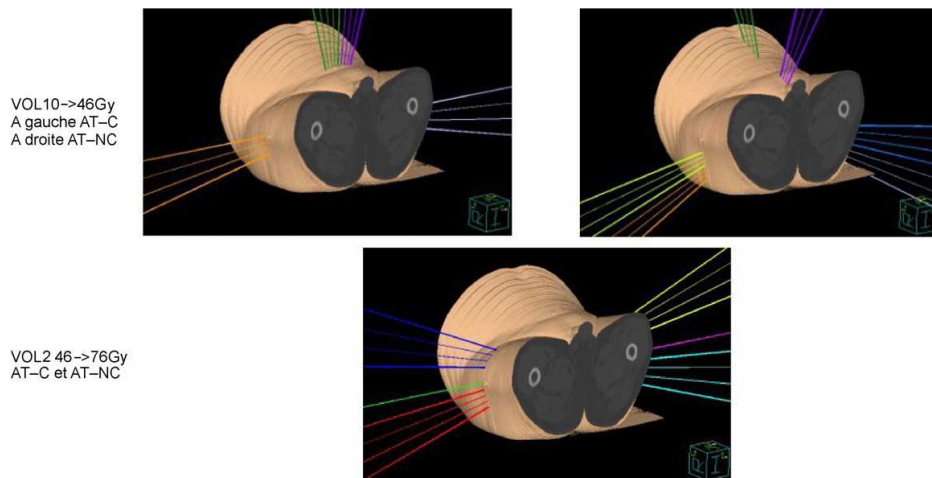 VOL10->46Gy
A gauche AT-C
A droite AT-NC
VOL2 46->76Gy
AT-C et AT-NC